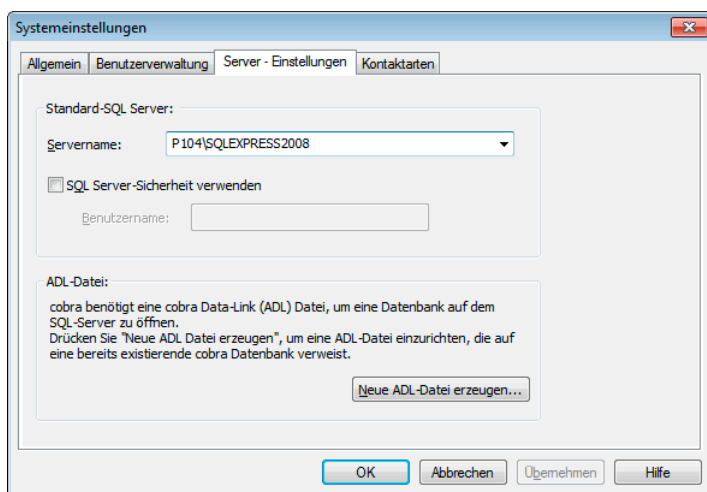 Systemeinstellungen
Allgemein Benutzerverwaltung Server - Einstellungen Kontaktarten
Standard-SQL Server:
Servername: P104\SQLEXPRESS2008
SQL Server-Sicherheit verwenden
Benutzername:
ADL-Datei:
cobra benötigt eine cobra Data-Link (ADL) Datei, um eine Datenbank auf dem
SQL-Server zu öffnen.
Drücken Sie "Neue ADL Datei erzeugen", um eine ADL-Datei einzurichten, die auf
eine bereits existierende cobra Datenbank verweist.
Neue ADL-Datei erzeugen...
OK Abbrechen Übernehmen Hilfe